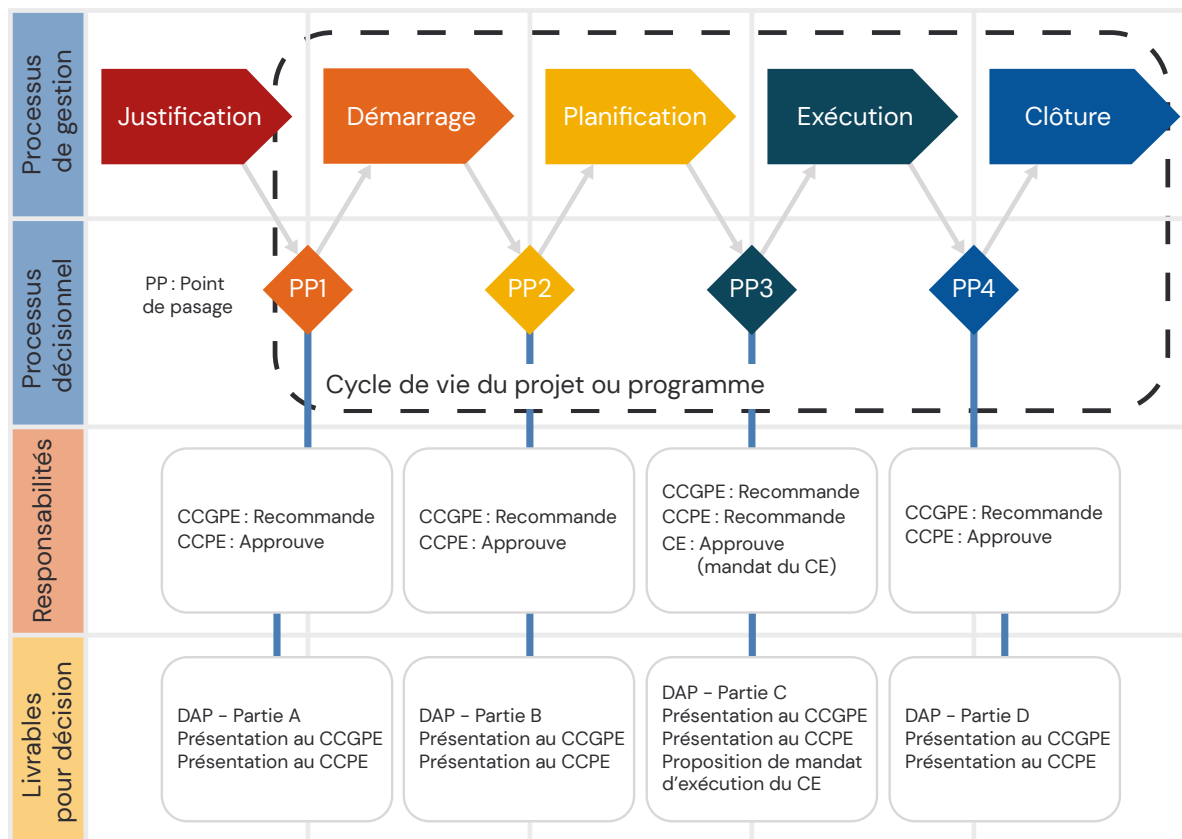 Processus
de gestion
Justification
Démarrage
Planification
Exécution
Clôture
Processus
décisionnel
PP : Point
de pasage
PP1
PP2
PP3
PP4
Cycle de vie du projet ou programme
Responsabilités
CCGPE : Recommande
CCPE : Approuve
CCGPE : Recommande
CCPE : Approuve
CCGPE : Recommande
CCPE : Recommande
CE : Approuve
(mandat du CE)
CCGPE : Recommande
CCPE : Approuve
Livrables
pour décision
DAP – Partie A
Présentation au CCGPE
Présentation au CCPE
DAP – Partie B
Présentation au CCGPE
Présentation au CCPE
DAP – Partie C
Présentation au CCGPE
Présentation au CCPE
Proposition de mandat
d’exécution du CE
DAP – Partie D
Présentation au CCGPE
Présentation au CCPE